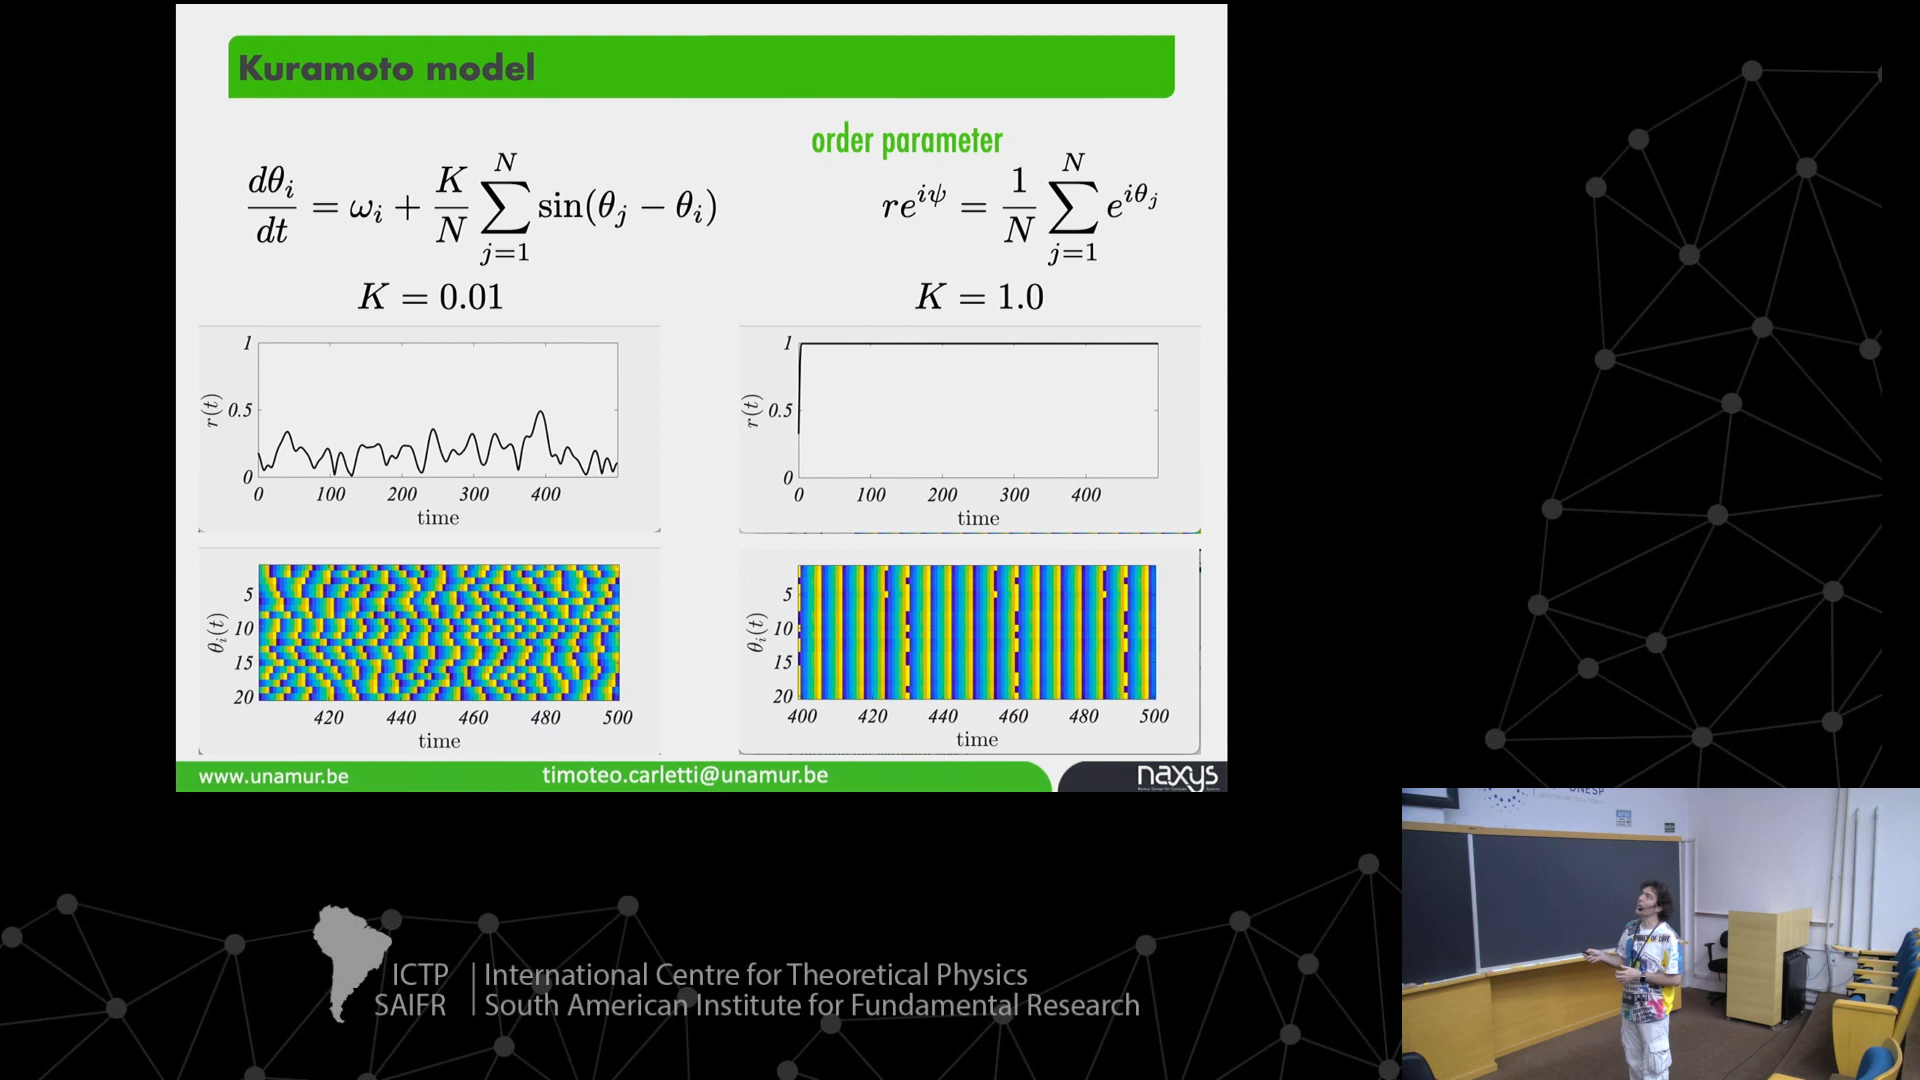 Kuramoto model
order parameter
dθ_i/dt = ω_i + K/N ∑_{j=1}^{N} sin(θ_j − θ_i)
re^{iψ} = 1/N ∑_{j=1}^{N} e^{iθ_j}
K = 0.01
K = 1.0
1
0.5
0
r(t)
0 100 200 300 400
time
1
0.5
0
r(t)
0 100 200 300 400
time
5
10
15
20
θ_i(t)
420 440 460 480 500
time
5
10
15
20
θ_i(t)
400 420 440 460 480 500
time
www.unamur.be
timoteo.carletti@unamur.be
naxys
UNESP
ICTP | International Centre for Theoretical Physics
SAIFR | South American Institute for Fundamental Research